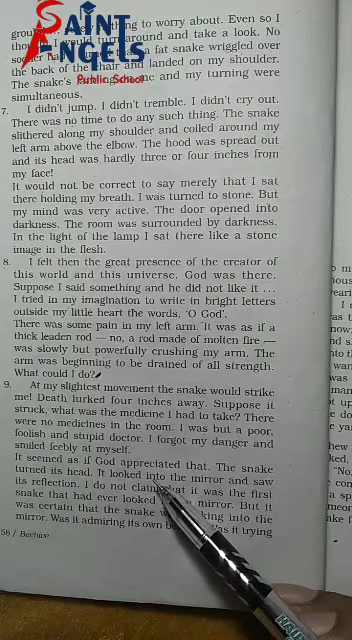 SAINT
ANGELS
Public School
thing to worry about. Even so I
would turn around and take a look. No
a fat snake wriggled over
the back of the chair and landed on my shoulder.
The snake's landing on me and my turning were
simultaneous.
7. I didn't jump. I didn't tremble. I didn't cry out.
There was no time to do any such thing. The snake
slithered along my shoulder and coiled around my
left arm above the elbow. The hood was spread out
and its head was hardly three or four inches from
my face!
It would not be correct to say merely that I sat
there holding my breath. I was turned to stone. But
my mind was very active. The door opened into
darkness. The room was surrounded by darkness.
In the light of the lamp I sat there like a stone
image in the flesh.
8. I felt then the great presence of the creator of
this world and this universe. God was there.
Suppose I said something and he did not like it ...
I tried in my imagination to write in bright letters
outside my little heart the words, 'O God'.
There was some pain in my left arm. It was as if a
thick leaden rod — no, a rod made of molten fire —
was slowly but powerfully crushing my arm. The
arm was beginning to be drained of all strength.
What could I do?
9. At my slightest movement the snake would strike
me! Death lurked four inches away. Suppose it
struck, what was the medicine I had to take? There
were no medicines in the room. I was but a poor,
foolish and stupid doctor. I forgot my danger and
smiled feebly at myself.
It seemed as if God appreciated that. The snake
turned its head. It looked into the mirror and saw
its reflection. I do not claim that it was the first
snake that had ever looked mirror. But it
was certain that the snake looking into the
mirror. Was it admiring its own Was it trying
58 / Beehive